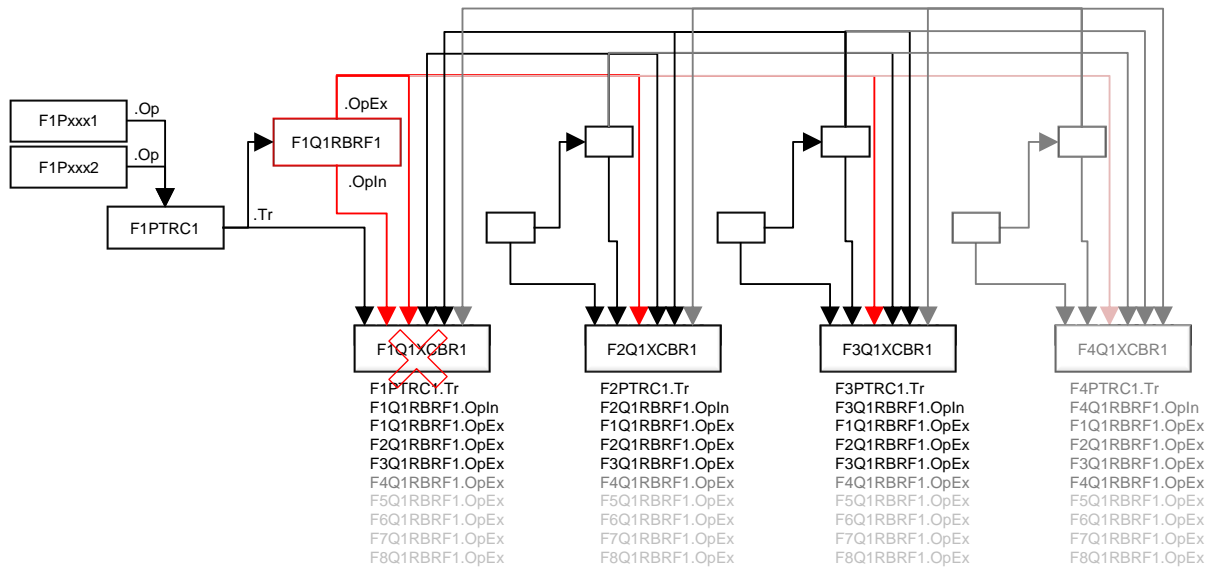 .Op
.OpEx
F1Pxxx1
F1Q1RBRF1
.Op
F1Pxxx2
.OpIn
F1PTRC1
.Tr
F1Q1XCBR1
F2Q1XCBR1
F3Q1XCBR1
F4Q1XCBR1
F1PTRC1.Tr
F1Q1RBRF1.OpIn
F1Q1RBRF1.OpEx
F2Q1RBRF1.OpEx
F3Q1RBRF1.OpEx
F4Q1RBRF1.OpEx
F5Q1RBRF1.OpEx
F6Q1RBRF1.OpEx
F7Q1RBRF1.OpEx
F8Q1RBRF1.OpEx
F2PTRC1.Tr
F2Q1RBRF1.OpIn
F1Q1RBRF1.OpEx
F2Q1RBRF1.OpEx
F3Q1RBRF1.OpEx
F4Q1RBRF1.OpEx
F5Q1RBRF1.OpEx
F6Q1RBRF1.OpEx
F7Q1RBRF1.OpEx
F8Q1RBRF1.OpEx
F3PTRC1.Tr
F3Q1RBRF1.OpIn
F1Q1RBRF1.OpEx
F2Q1RBRF1.OpEx
F3Q1RBRF1.OpEx
F4Q1RBRF1.OpEx
F5Q1RBRF1.OpEx
F6Q1RBRF1.OpEx
F7Q1RBRF1.OpEx
F8Q1RBRF1.OpEx
F4PTRC1.Tr
F4Q1RBRF1.OpIn
F1Q1RBRF1.OpEx
F2Q1RBRF1.OpEx
F3Q1RBRF1.OpEx
F4Q1RBRF1.OpEx
F5Q1RBRF1.OpEx
F6Q1RBRF1.OpEx
F7Q1RBRF1.OpEx
F8Q1RBRF1.OpEx